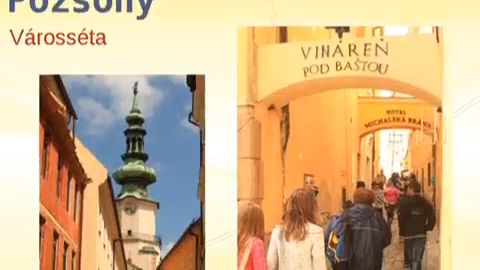 Pozsony
Városséta
VINÁREŇ
POD BAŠTOU
HOTEL
MICHALSKÁ BRÁNA